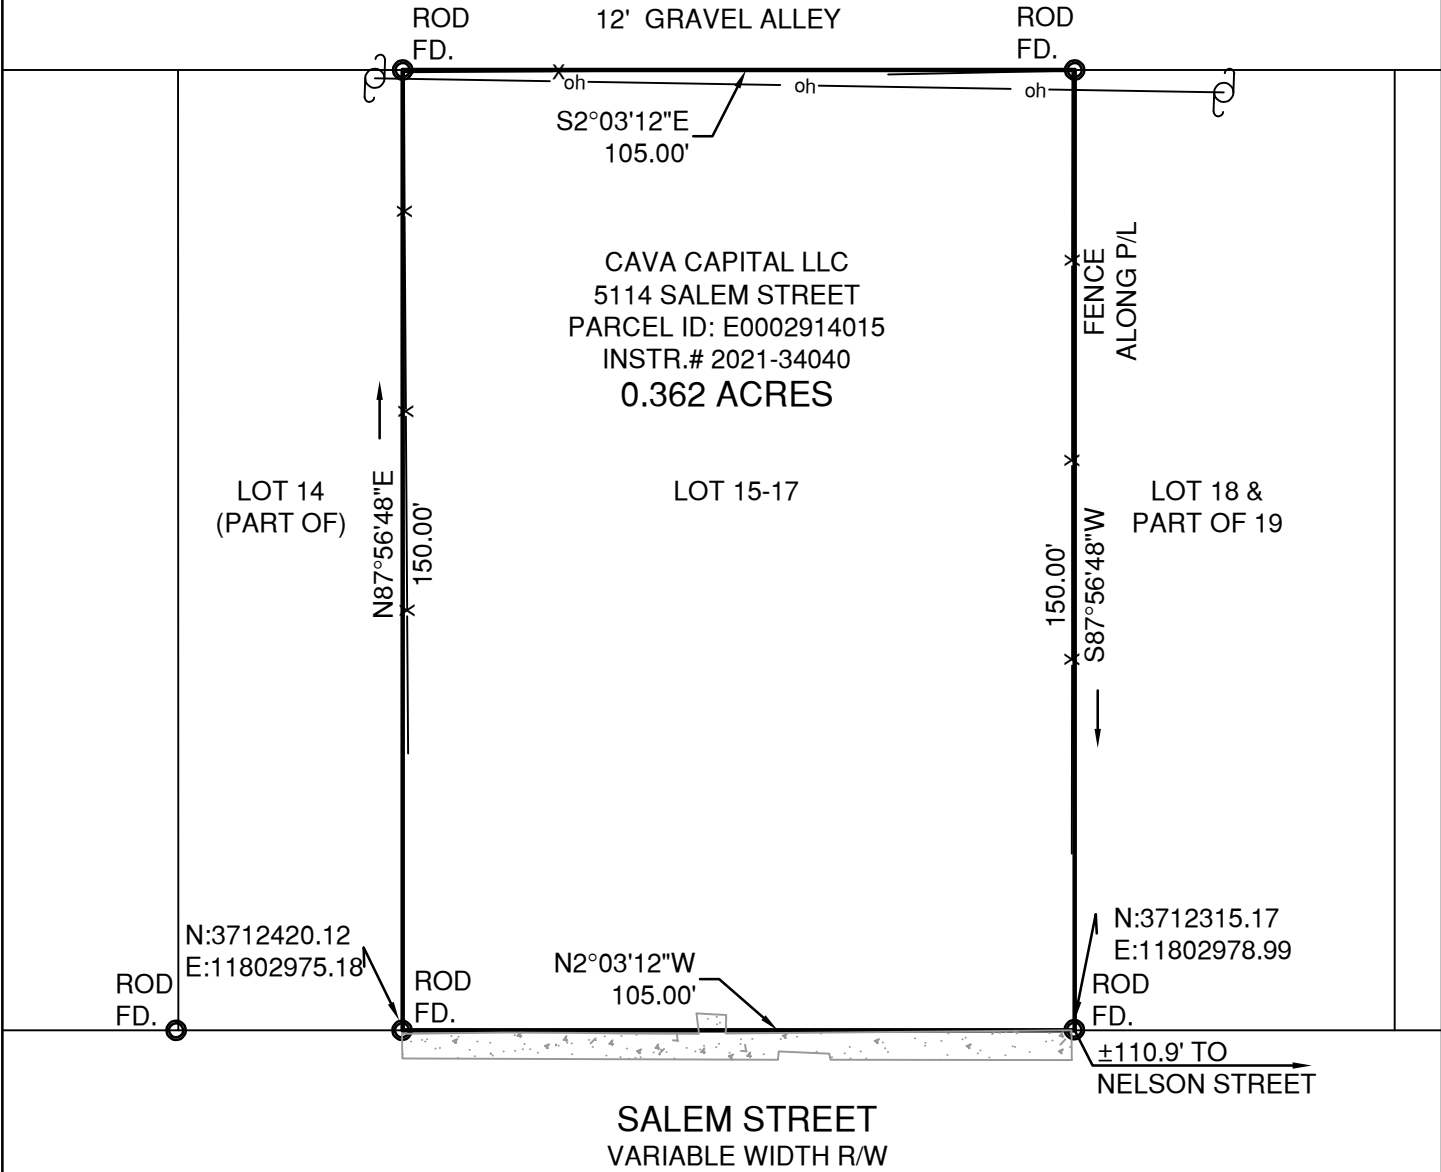 ROD
FD.
12' GRAVEL ALLEY
ROD
FD.
X
oh
oh
oh
S2°03'12"E
105.00'
CAVA CAPITAL LLC
5114 SALEM STREET
PARCEL ID: E0002914015
INSTR.# 2021-34040
0.362 ACRES
FENCE
ALONG P/L
LOT 14
(PART OF)
N87°56'48"E
150.00'
LOT 15-17
150.00'
S87°56'48"W
LOT 18 &
PART OF 19
N:3712420.12
E:11802975.18
ROD
FD.
ROD
FD.
N2°03'12"W
105.00'
N:3712315.17
E:11802978.99
ROD
FD.
±110.9' TO
NELSON STREET
SALEM STREET
VARIABLE WIDTH R/W